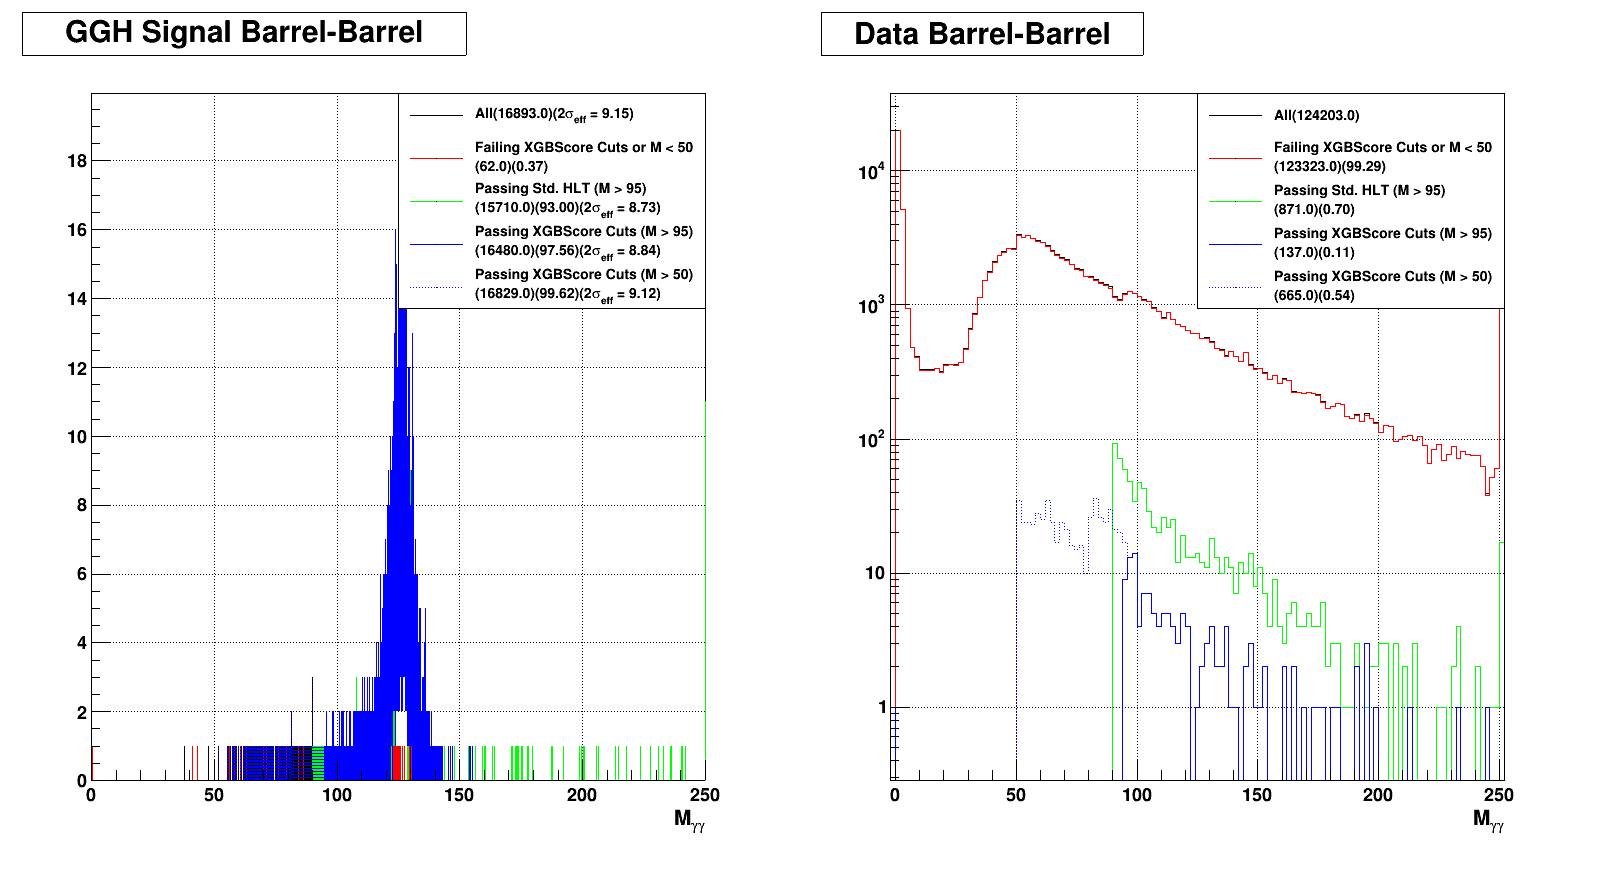 GGH Signal Barrel-Barrel
All(16893.0)(2σeff = 9.15)
Failing XGBScore Cuts or M < 50
(62.0)(0.37)
Passing Std. HLT (M > 95)
(15710.0)(93.00)(2σeff = 8.73)
Passing XGBScore Cuts (M > 95)
(16480.0)(97.56)(2σeff = 8.84)
Passing XGBScore Cuts (M > 50)
(16829.0)(99.62)(2σeff = 9.12)
18
16
14
12
10
8
6
4
2
0
0 50 100 150 200 250
Mγγ
Data Barrel-Barrel
All(124203.0)
Failing XGBScore Cuts or M < 50
(123323.0)(99.29)
Passing Std. HLT (M > 95)
(871.0)(0.70)
Passing XGBScore Cuts (M > 95)
(137.0)(0.11)
Passing XGBScore Cuts (M > 50)
(665.0)(0.54)
10⁴
10³
10²
10
1
0 50 100 150 200 250
Mγγ